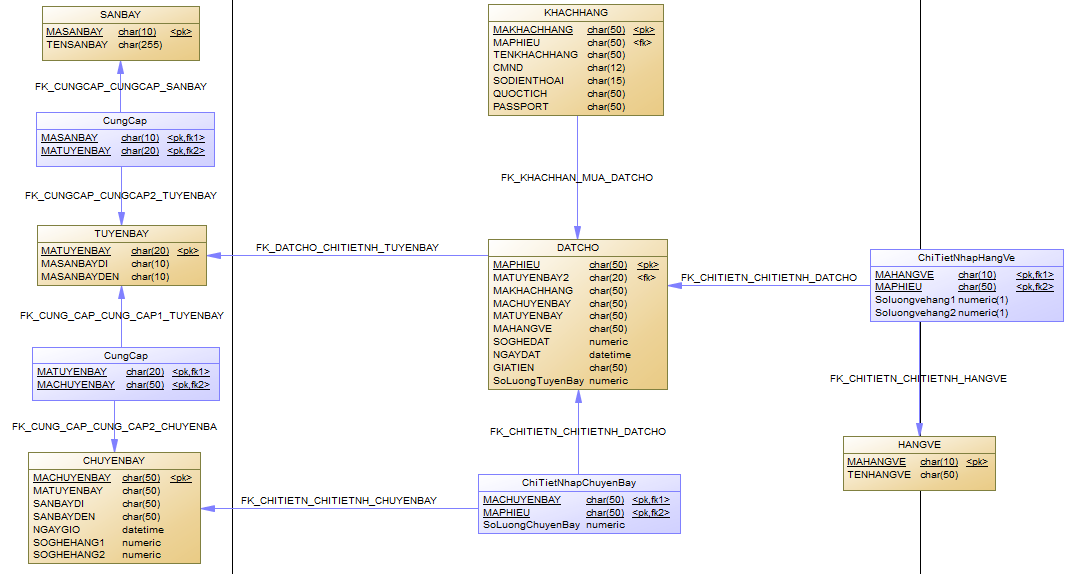 SANBAY
MASANBAY char(10) <pk>
TENSANBAY char(255)
FK_CUNGCAP_CUNGCAP_SANBAY
CungCap
MASANBAY char(10) <pk,fk1>
MATUYENBAY char(20) <pk,fk2>
FK_CUNGCAP_CUNGCAP2_TUYENBAY
TUYENBAY
MATUYENBAY char(20) <pk>
MASANBAYDI char(10)
MASANBAYDEN char(10)
FK_CUNG_CAP_CUNG_CAP1_TUYENBAY
CungCap
MATUYENBAY char(20) <pk,fk1>
MACHUYENBAY char(50) <pk,fk2>
FK_CUNG_CAP_CUNG_CAP2_CHUYENBA
CHUYENBAY
MACHUYENBAY char(50) <pk>
MATUYENBAY char(50)
SANBAYDI char(50)
SANBAYDEN char(50)
NGAYGIO datetime
SOGHEHANG1 numeric
SOGHEHANG2 numeric
KHACHHANG
MAKHACHHANG char(50) <pk>
MAPHIEU char(50) <fk>
TENKHACHHANG char(50)
CMND char(12)
SODIENTHOAI char(15)
QUOCTICH char(50)
PASSPORT char(50)
FK_KHACHHAN_MUA_DATCHO
FK_DATCHO_CHITIETNH_TUYENBAY
DATCHO
MAPHIEU char(50) <pk>
MATUYENBAY2 char(20) <fk>
MAKHACHHANG char(50)
MACHUYENBAY char(50)
MATUYENBAY char(50)
MAHANGVE char(50)
SOGHEDAT numeric
NGAYDAT datetime
GIATIEN char(50)
SoLuongTuyenBay numeric
FK_CHITIETN_CHITIETNH_DATCHO
ChiTietNhapChuyenBay
MACHUYENBAY char(50) <pk,fk1>
MAPHIEU char(50) <pk,fk2>
SoLuongChuyenBay numeric
FK_CHITIETN_CHITIETNH_CHUYENBAY
FK_CHITIETN_CHITIETNH_DATCHO
ChiTietNhapHangVe
MAHANGVE char(10) <pk,fk1>
MAPHIEU char(50) <pk,fk2>
Soluongvehang1 numeric(1)
Soluongvehang2 numeric(1)
FK_CHITIETN_CHITIETNH_HANGVE
HANGVE
MAHANGVE char(10) <pk>
TENHANGVE char(50)